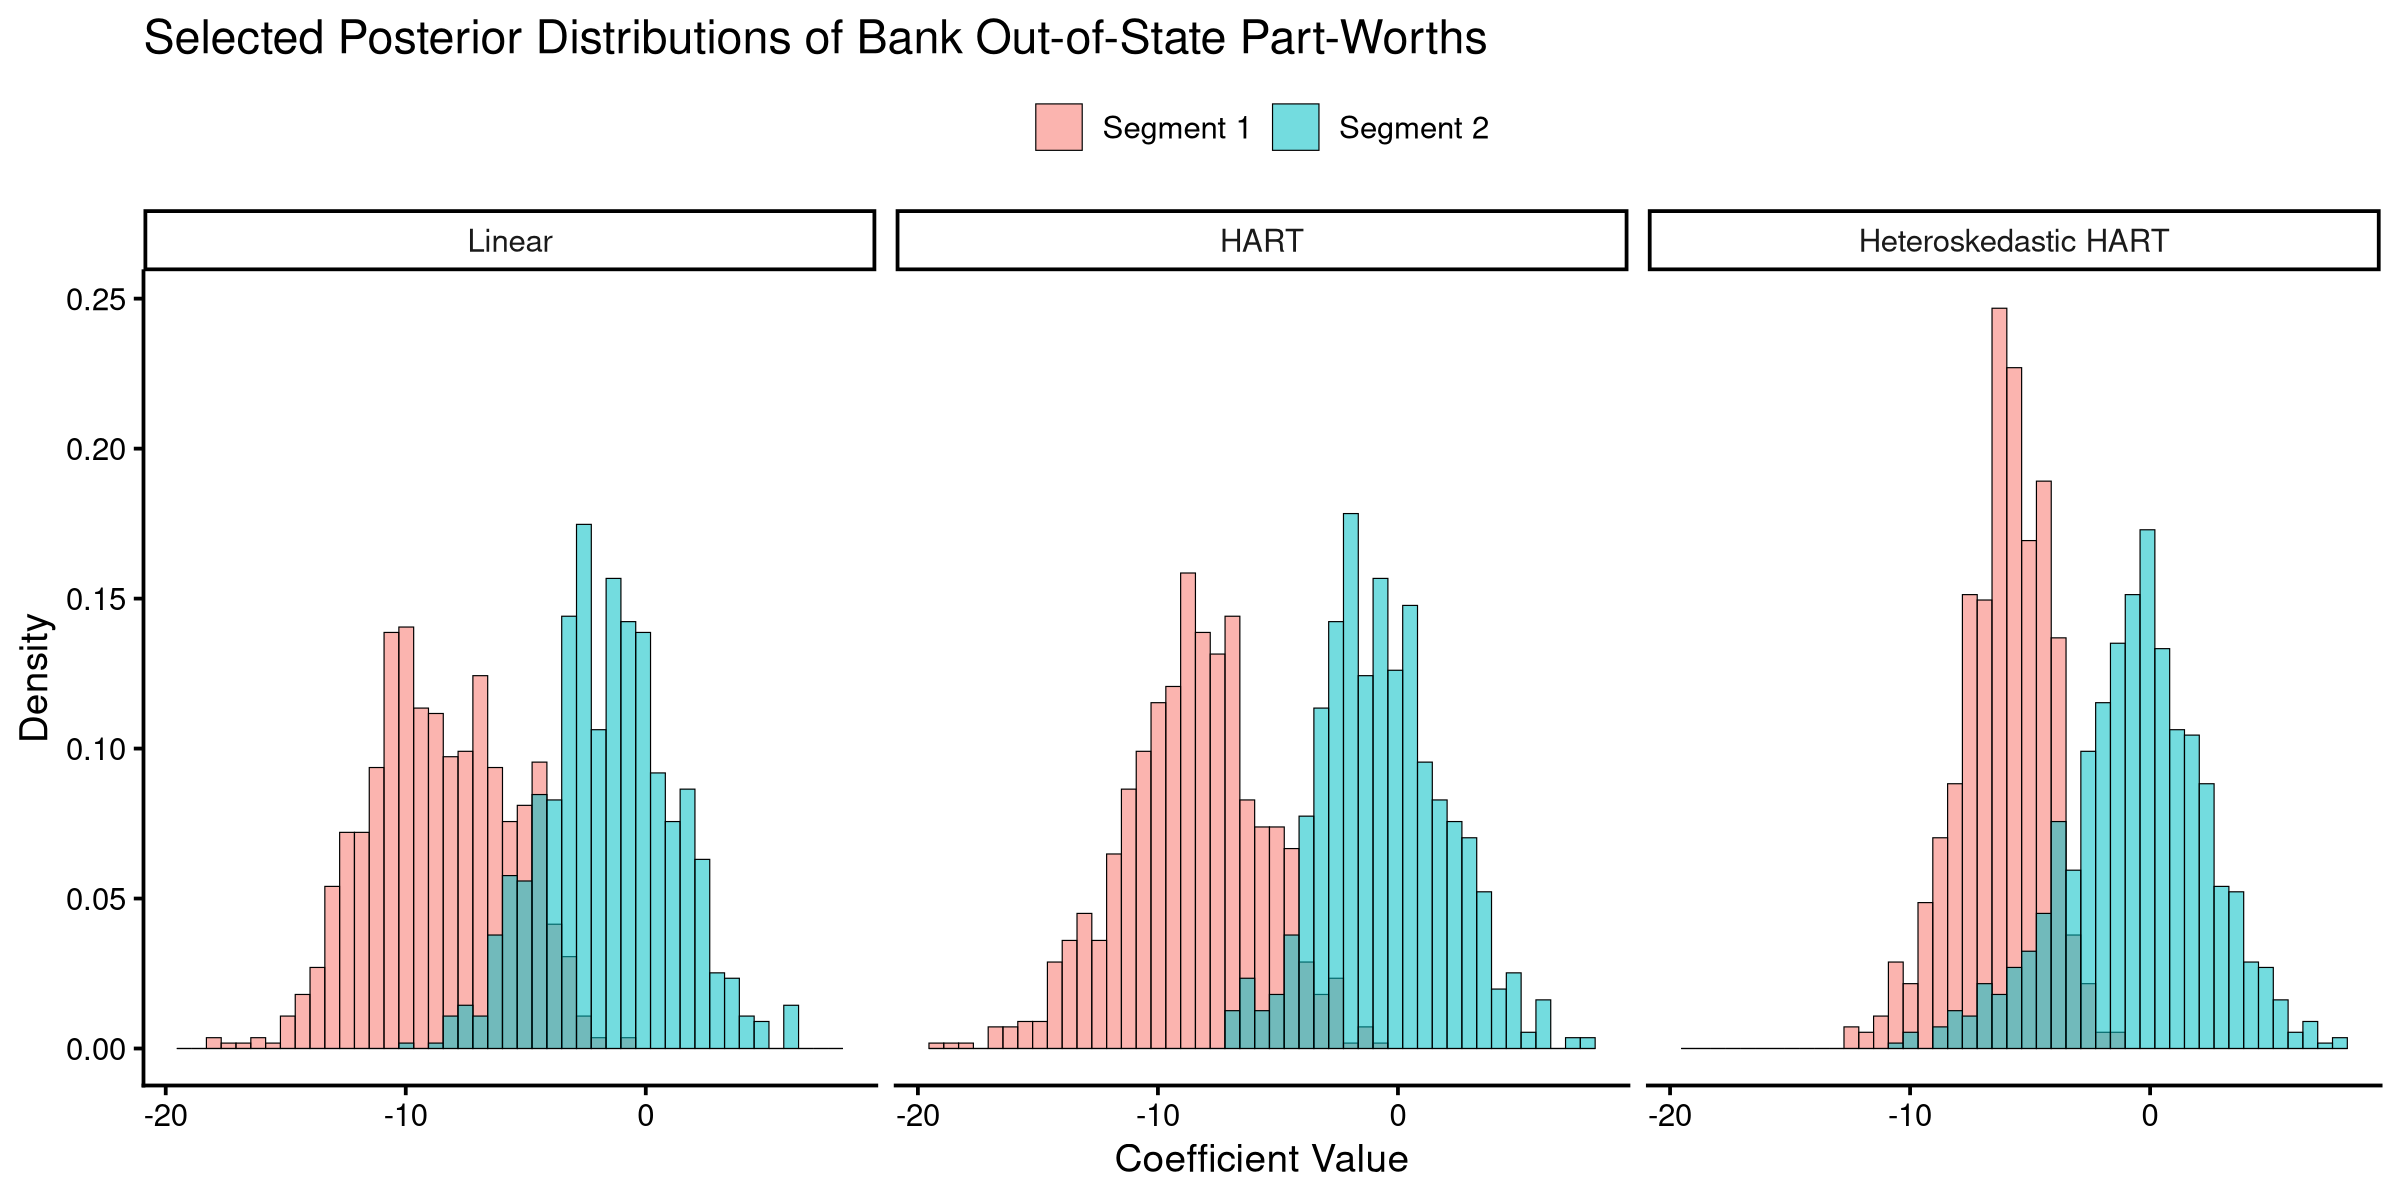 Selected Posterior Distributions of Bank Out-of-State Part-Worths
Segment 1 Segment 2
Linear HART Heteroskedastic HART
0.25
0.20
0.15
0.10
0.05
0.00
Density
-20 -10 0 -20 -10 0 -20 -10 0
Coefficient Value